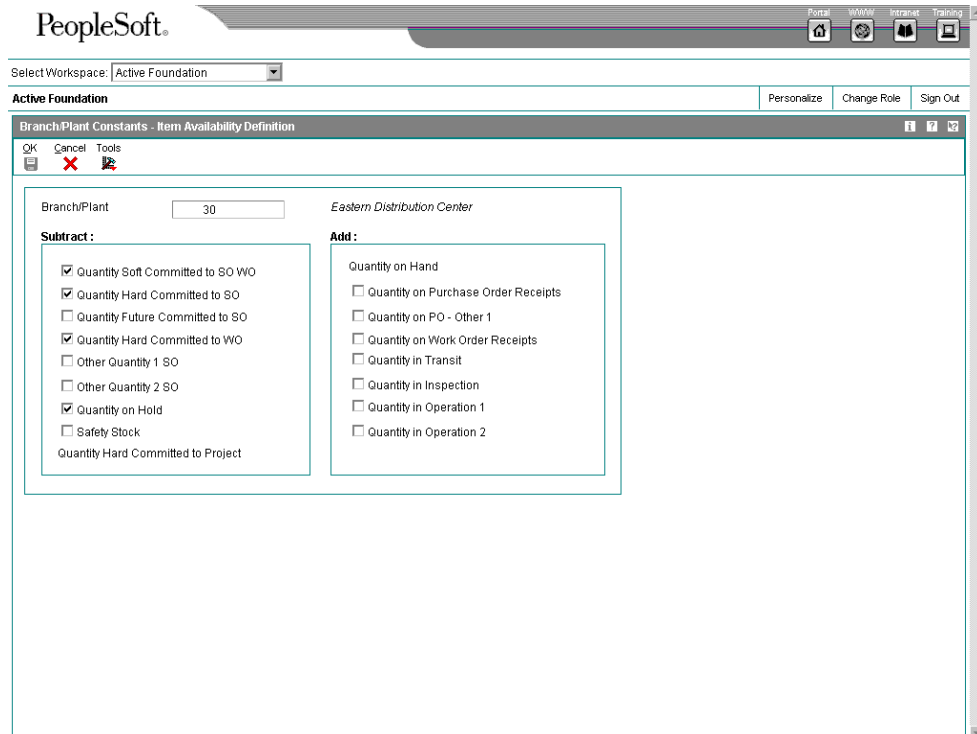 PeopleSoft®
Portal WWW Intranet Training
Select Workspace: Active Foundation
Active Foundation Personalize Change Role Sign Out
Branch/Plant Constants - Item Availability Definition
OK Cancel Tools
Branch/Plant 30 Eastern Distribution Center
Subtract :
Quantity Soft Committed to SO WO
Quantity Hard Committed to SO
Quantity Future Committed to SO
Quantity Hard Committed to WO
Other Quantity 1 SO
Other Quantity 2 SO
Quantity on Hold
Safety Stock
Quantity Hard Committed to Project
Add :
Quantity on Hand
Quantity on Purchase Order Receipts
Quantity on PO - Other 1
Quantity on Work Order Receipts
Quantity in Transit
Quantity in Inspection
Quantity in Operation 1
Quantity in Operation 2